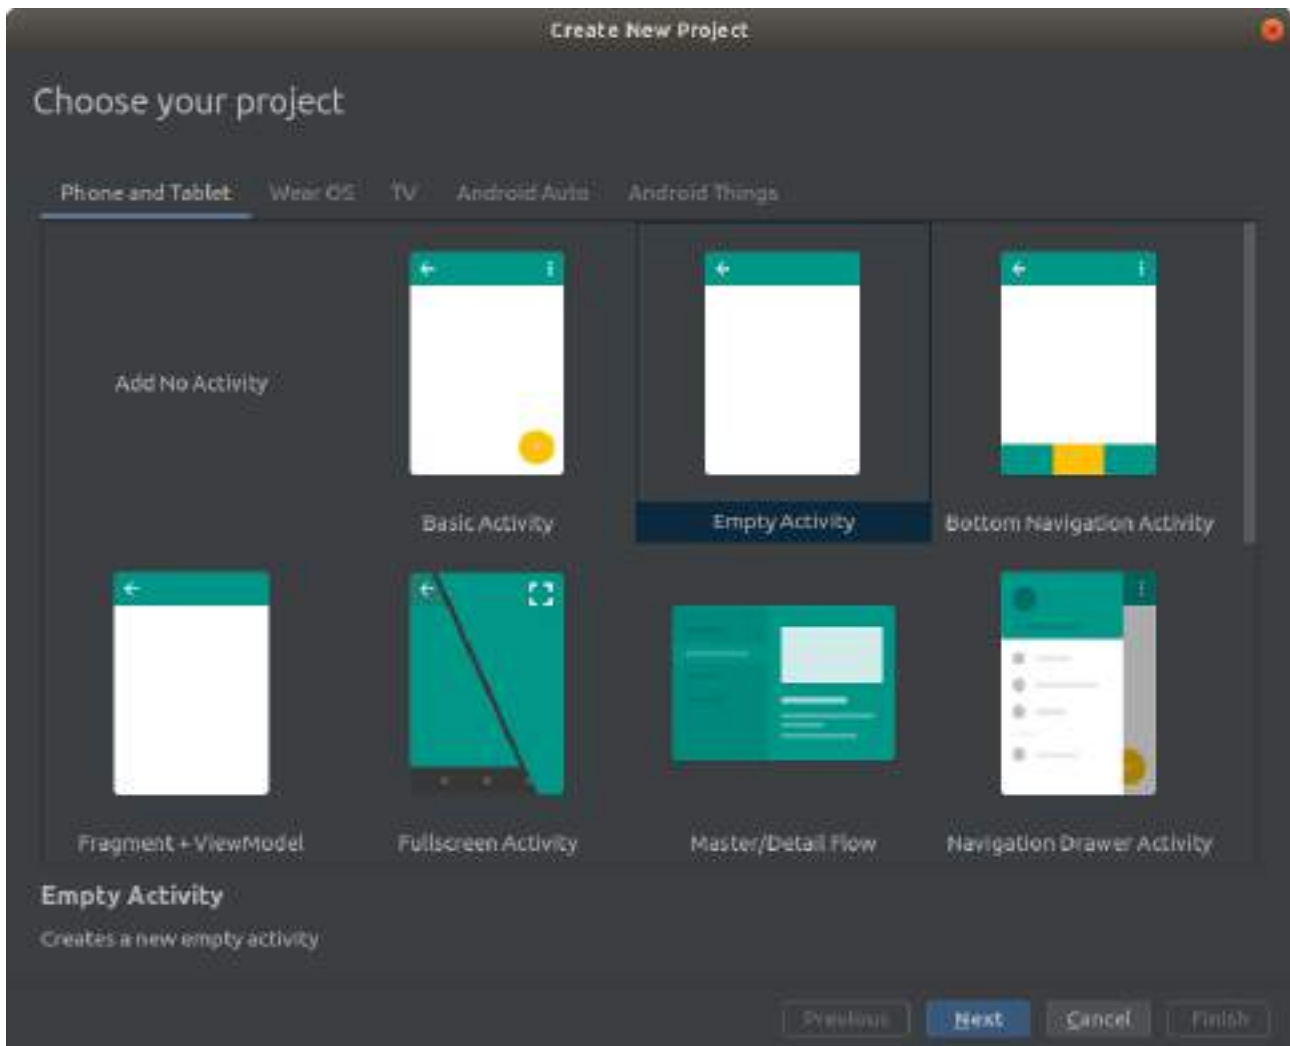 Create New Project
Choose your project
Phone and Tablet Wear OS TV Android Auto Android Things
Add No Activity
Basic Activity
Empty Activity
Bottom Navigation Activity
Fragment + ViewModel
Fullscreen Activity
Master/Detail Flow
Navigation Drawer Activity
Empty Activity
Creates a new empty activity
Previous Next Cancel Finish